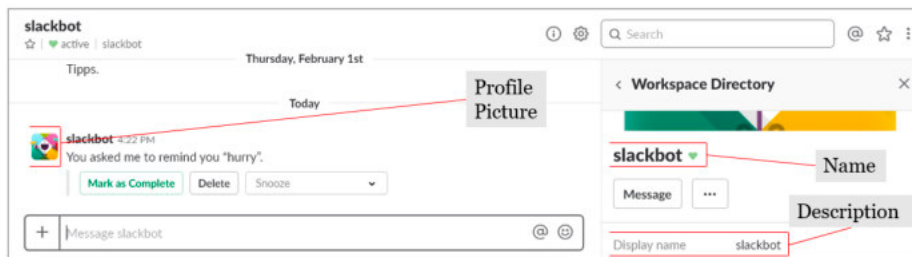 slackbot
active | slackbot
Search
Thursday, February 1st
Tipps.
Today
Profile
Picture
slackbot 4:22 PM
You asked me to remind you “hurry”.
Mark as Complete
Delete
Snooze
Message slackbot
Workspace Directory
slackbot
Name
Message
Description
Display name slackbot